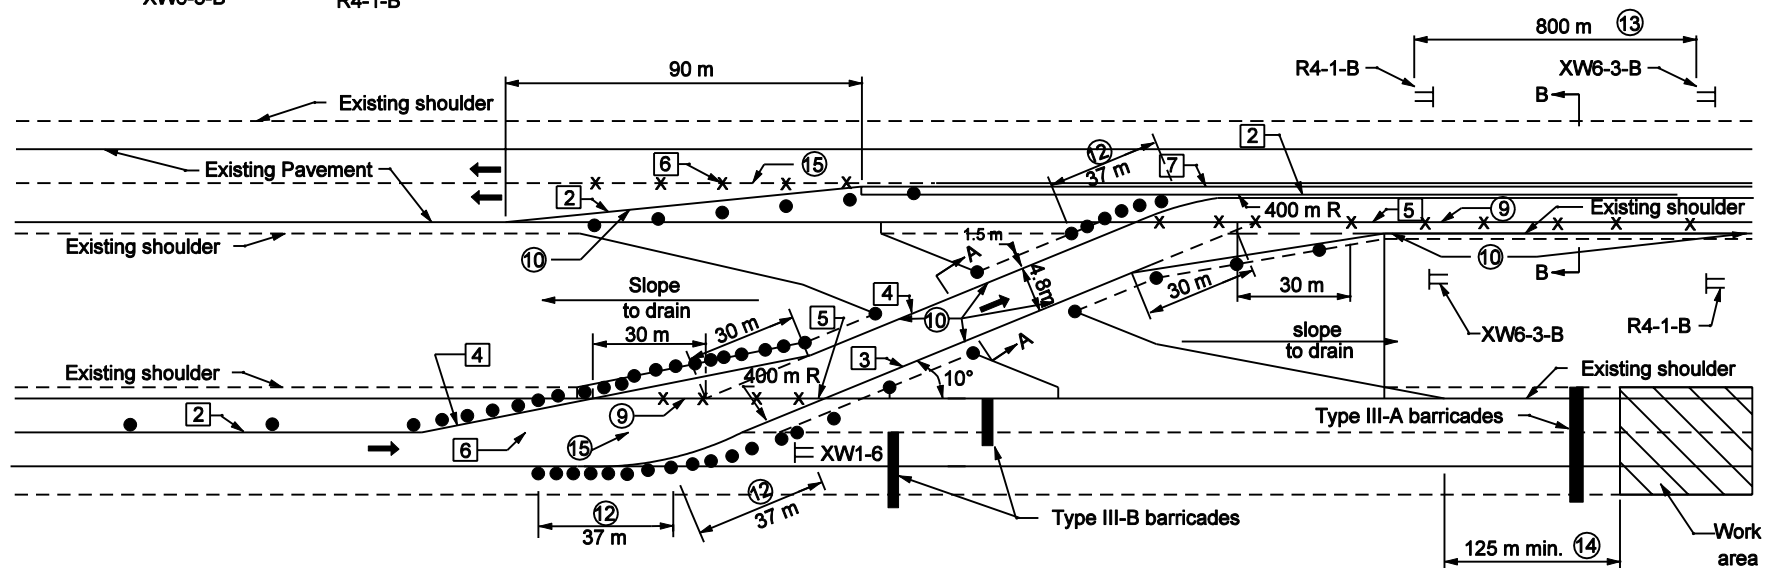 XW6-3-B
R4-1-B
800 m 13
R4-1-B
XW6-3-B
90 m
B
Existing shoulder
2
12
37 m
7
6
15
Existing Pavement
2
400 m R
5
9
Existing shoulder
Existing shoulder
1.5 m
A
10
10
B
4.8m
30 m
30 m
Slope
to drain
4
10
XW6-3-B
R4-1-B
30 m
30 m
5
slope
to drain
A
4
3
Existing shoulder
10°
Existing shoulder
400 m R
2
9
Type III-A barricades
6
15
XW1-6
12
37 m
12
37 m
Type III-B barricades
Work
area
125 m min. 14